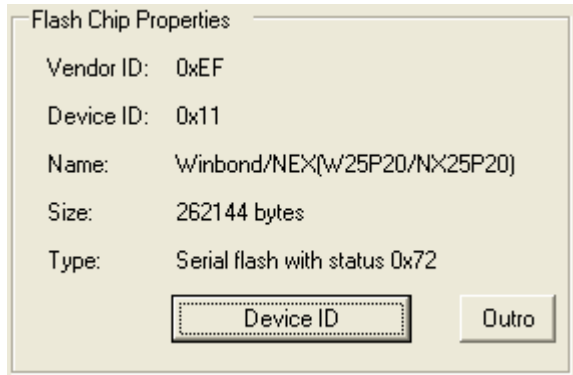 Flash Chip Properties
Vendor ID: 0xEF
Device ID: 0x11
Name: Winbond/NEX(W25P20/NX25P20)
Size: 262144 bytes
Type: Serial flash with status 0x72
Device ID Outro